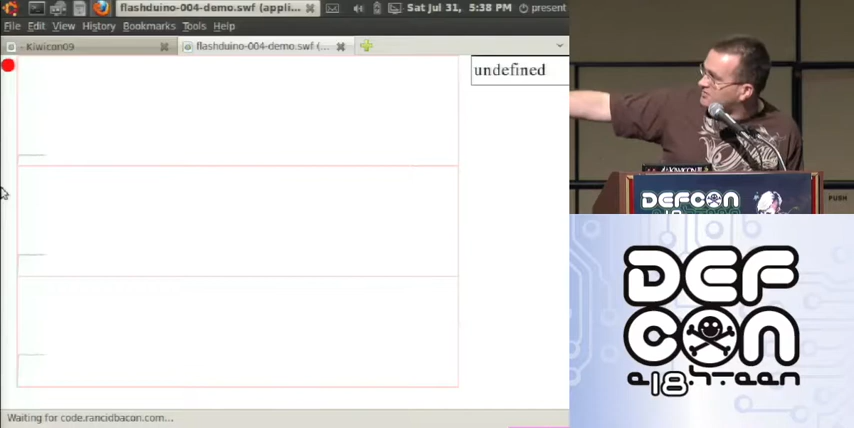 flashduino-004-demo.swf (appli...
Sat Jul 31, 5:38 PM
present
File Edit View History Bookmarks Tools Help
- Kiwicon09
flashduino-004-demo.swf (...
undefined
Waiting for code.rancidbacon.com...
DEFCON
18
PUSH
DEF
CON
e18hteen